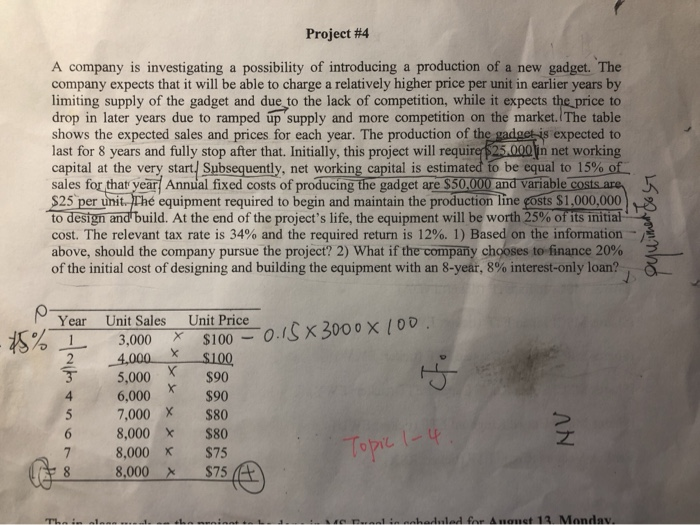 Project #4
A company is investigating a possibility of introducing a production of a new gadget. The
company expects that it will be able to charge a relatively higher price per unit in earlier years by
limiting supply of the gadget and due to the lack of competition, while it expects the price to
drop in later years due to ramped up supply and more competition on the market. The table
shows the expected sales and prices for each year. The production of the gadget is expected to
last for 8 years and fully stop after that. Initially, this project will require $25,000 in net working
capital at the very start. Subsequently, net working capital is estimated to be equal to 15% of
sales for that year. Annual fixed costs of producing the gadget are $50,000 and variable costs are
$25 per unit. The equipment required to begin and maintain the production line costs $1,000,000
to design and build. At the end of the project's life, the equipment will be worth 25% of its initial
cost. The relevant tax rate is 34% and the required return is 12%. 1) Based on the information
above, should the company pursue the project? 2) What if the company chooses to finance 20%
of the initial cost of designing and building the equipment with an 8-year, 8% interest-only loan?
Year Unit Sales Unit Price
15% 1 3,000 × $100 - 0.15×3000×100.
2 4,000 × $100
3 5,000 × $90
4 6,000 × $90
5 7,000 × $80
6 8,000 × $80
7 8,000 × $75
8 8,000 × $75 +
Topic 1-4.
NV